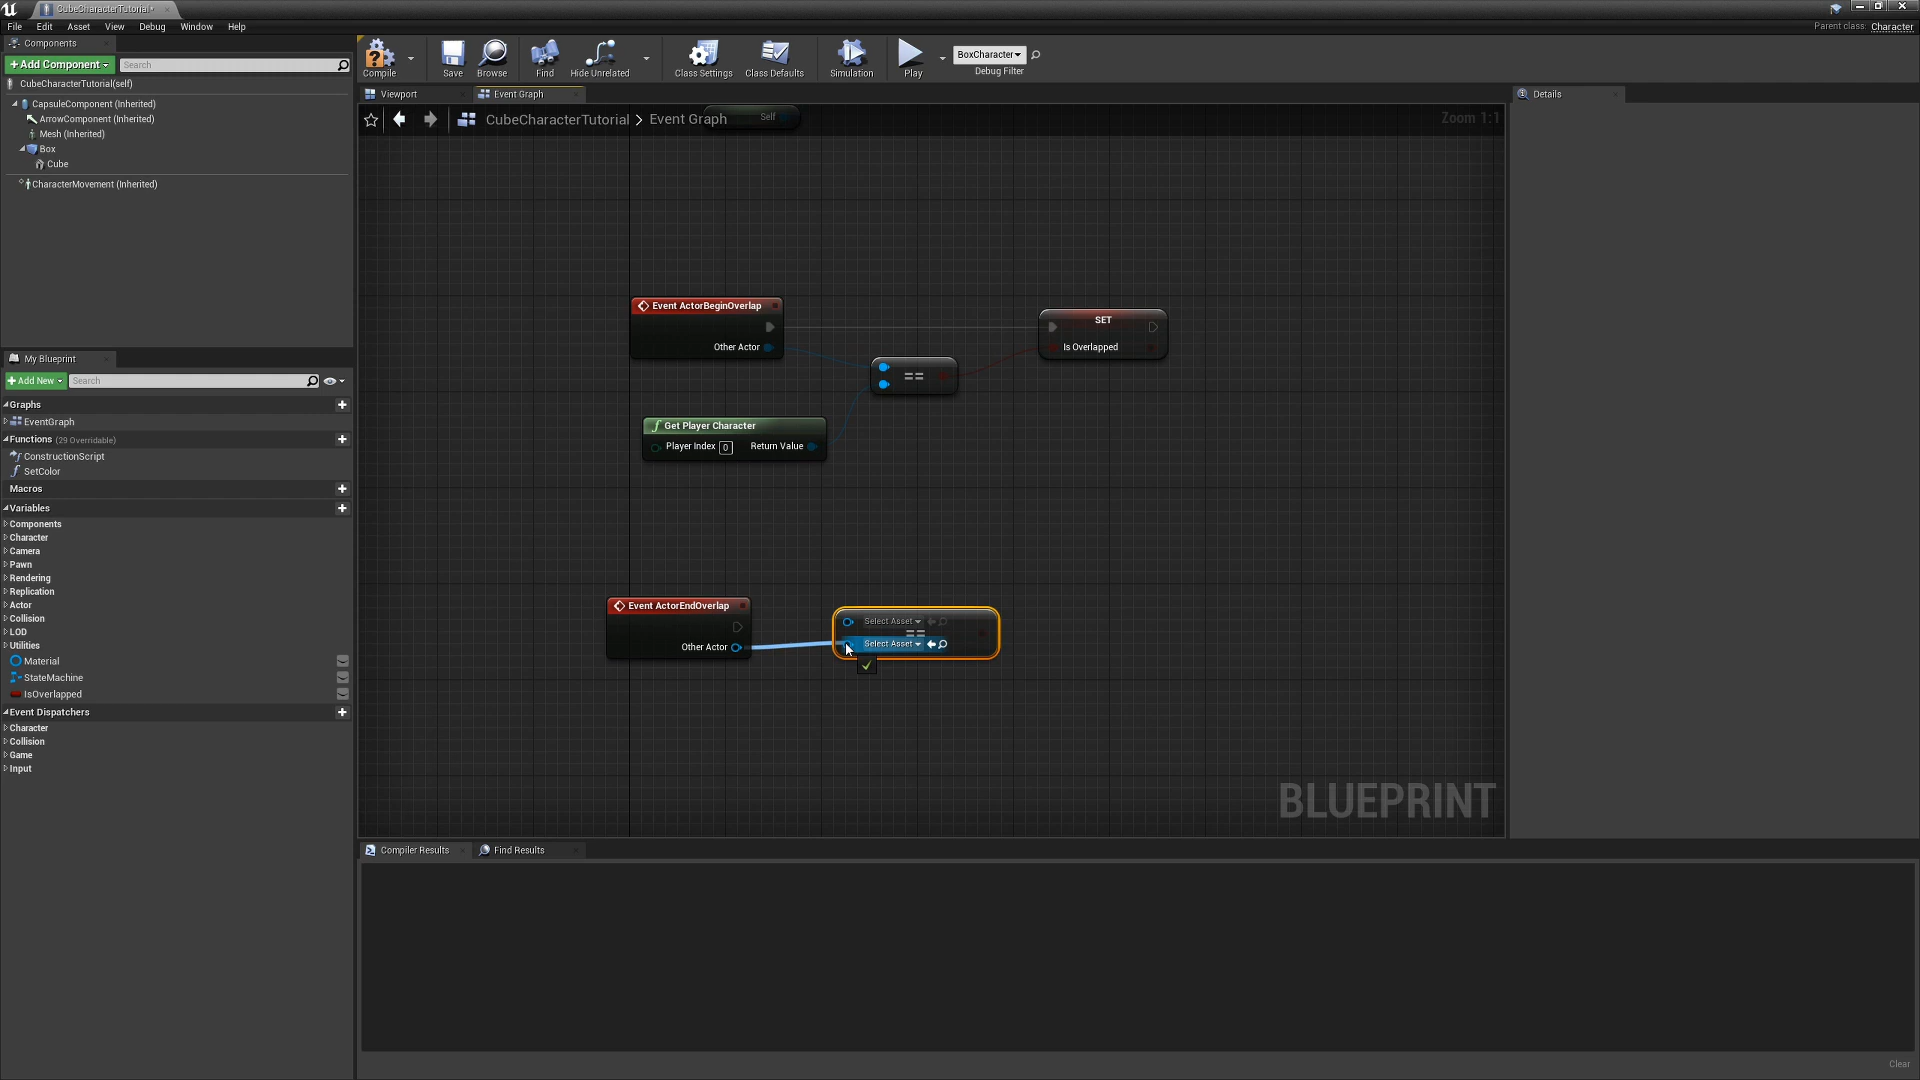 CubeCharacterTutorial*
File Edit Asset View Debug Window Help
Parent class: Character
Components
+Add Component
Search
CubeCharacterTutorial(self)
CapsuleComponent (Inherited)
ArrowComponent (Inherited)
Mesh (Inherited)
Box
Cube
CharacterMovement (Inherited)
Compile
Save
Browse
Find
Hide Unrelated
Class Settings
Class Defaults
Simulation
Play
BoxCharacter
Debug Filter
Viewport
Event Graph
Details
CubeCharacterTutorial > Event Graph
Self
Zoom 1:1
Event ActorBeginOverlap
Other Actor
==
SET
Is Overlapped
Get Player Character
Player Index 0 Return Value
Event ActorEndOverlap
Other Actor
Select Asset
==
Select Asset
BLUEPRINT
My Blueprint
+Add New
Search
Graphs
EventGraph
Functions (29 Overridable)
ConstructionScript
SetColor
Macros
Variables
Components
Character
Camera
Pawn
Rendering
Replication
Actor
Collision
LOD
Utilities
Material
StateMachine
IsOverlapped
Event Dispatchers
Character
Collision
Game
Input
Compiler Results
Find Results
Clear